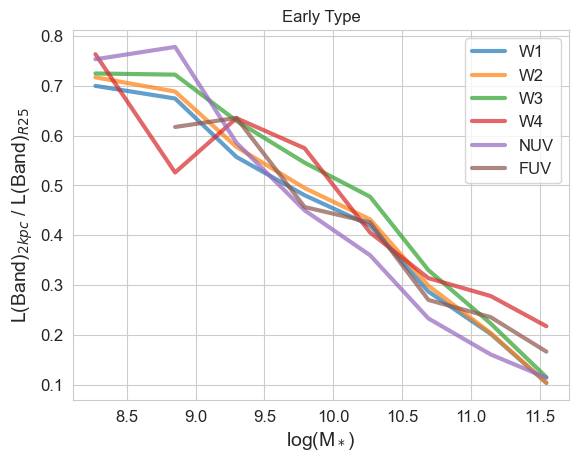 Early Type
L(Band)_{2kpc} / L(Band)_{R25}
0.8
0.7
0.6
0.5
0.4
0.3
0.2
0.1
W1
W2
W3
W4
NUV
FUV
8.5 9.0 9.5 10.0 10.5 11.0 11.5
log(M_*)